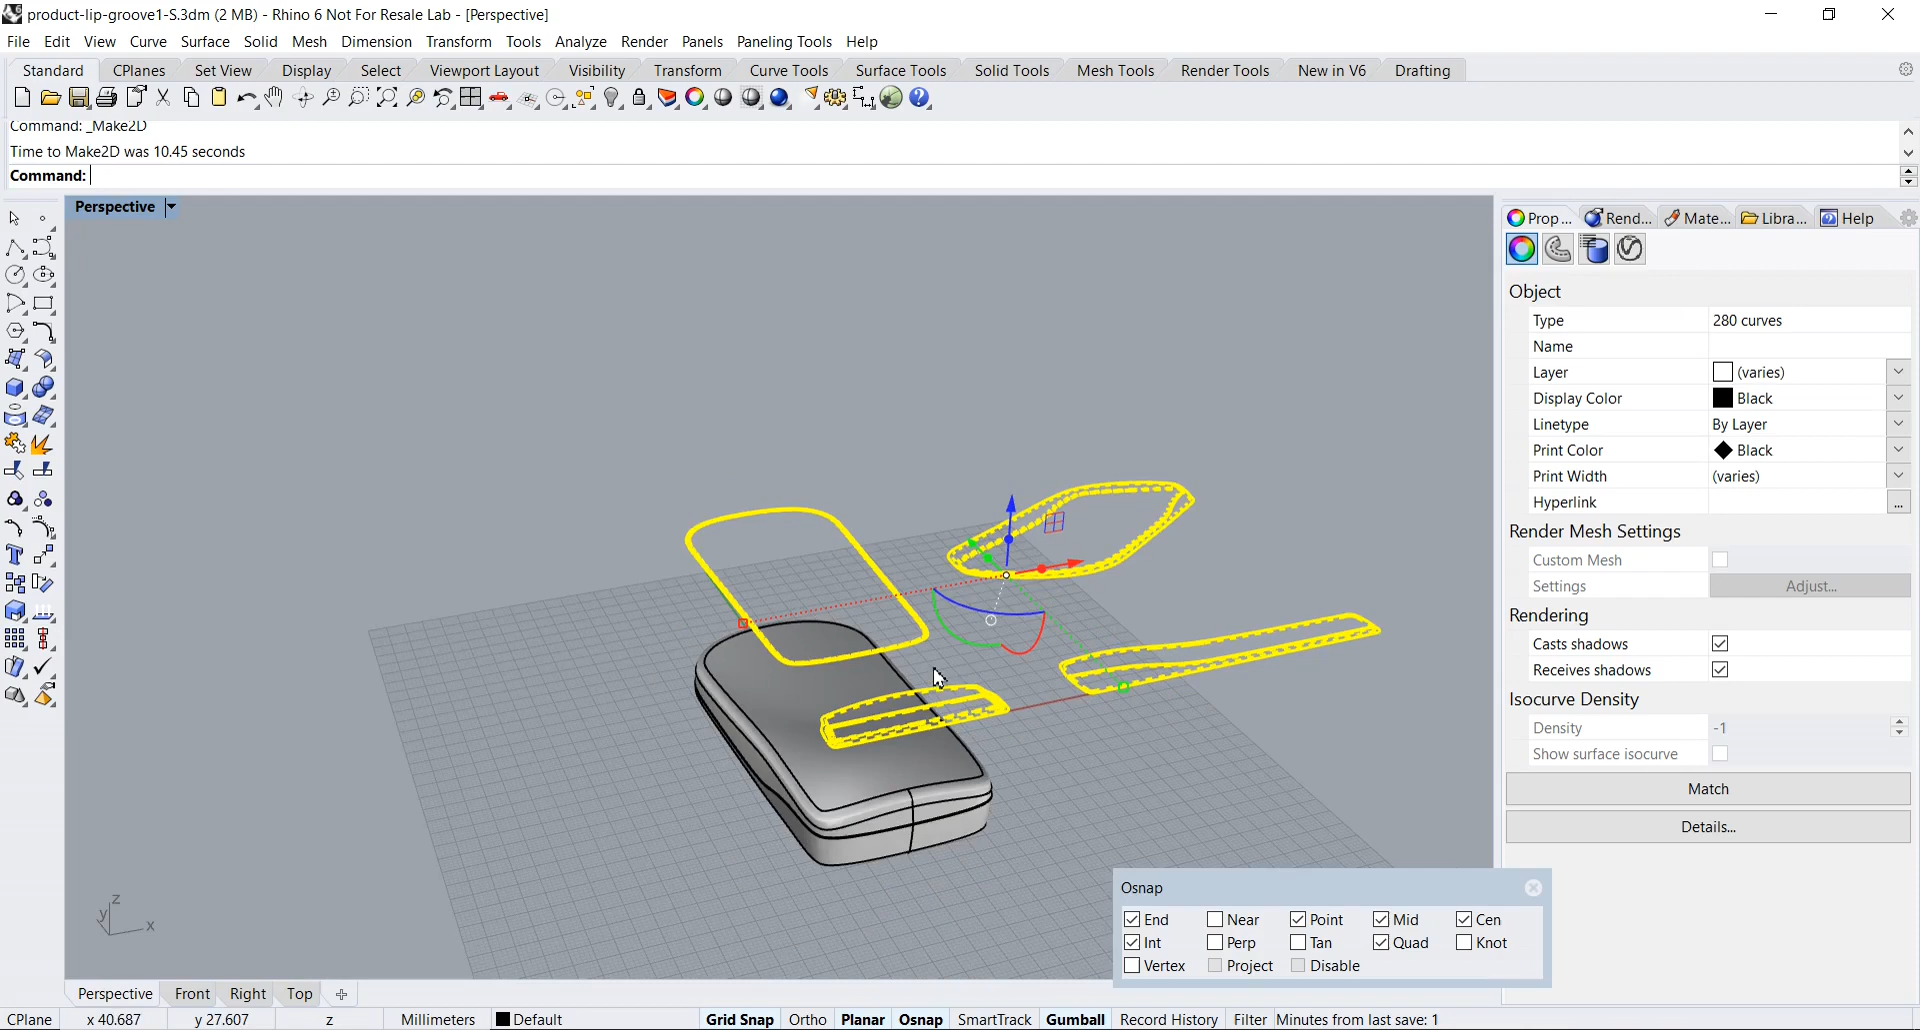 product-lip-groove1-S.3dm (2 MB) - Rhino 6 Not For Resale Lab - [Perspective]
File Edit View Curve Surface Solid Mesh Dimension Transform Tools Analyze Render Panels Paneling Tools Help
Standard CPlanes Set View Display Select Viewport Layout Visibility Transform Curve Tools Surface Tools Solid Tools Mesh Tools Render Tools New in V6 Drafting
Command: _Make2D
Time to Make2D was 10.45 seconds
Command:
Perspective
Prop... Rend... Mate... Libra... Help
Object
Type 280 curves
Name
Layer (varies)
Display Color Black
Linetype By Layer
Print Color Black
Print Width (varies)
Hyperlink ...
Render Mesh Settings
Custom Mesh
Settings Adjust...
Rendering
Casts shadows
Receives shadows
Isocurve Density
Density -1
Show surface isocurve
Match
Details...
z
y
x
Osnap
End Near Point Mid Cen
Int Perp Tan Quad Knot
Vertex Project Disable
Perspective Front Right Top
CPlane x 40.687 y 27.607 z Millimeters Default Grid Snap Ortho Planar Osnap SmartTrack Gumball Record History Filter Minutes from last save: 1